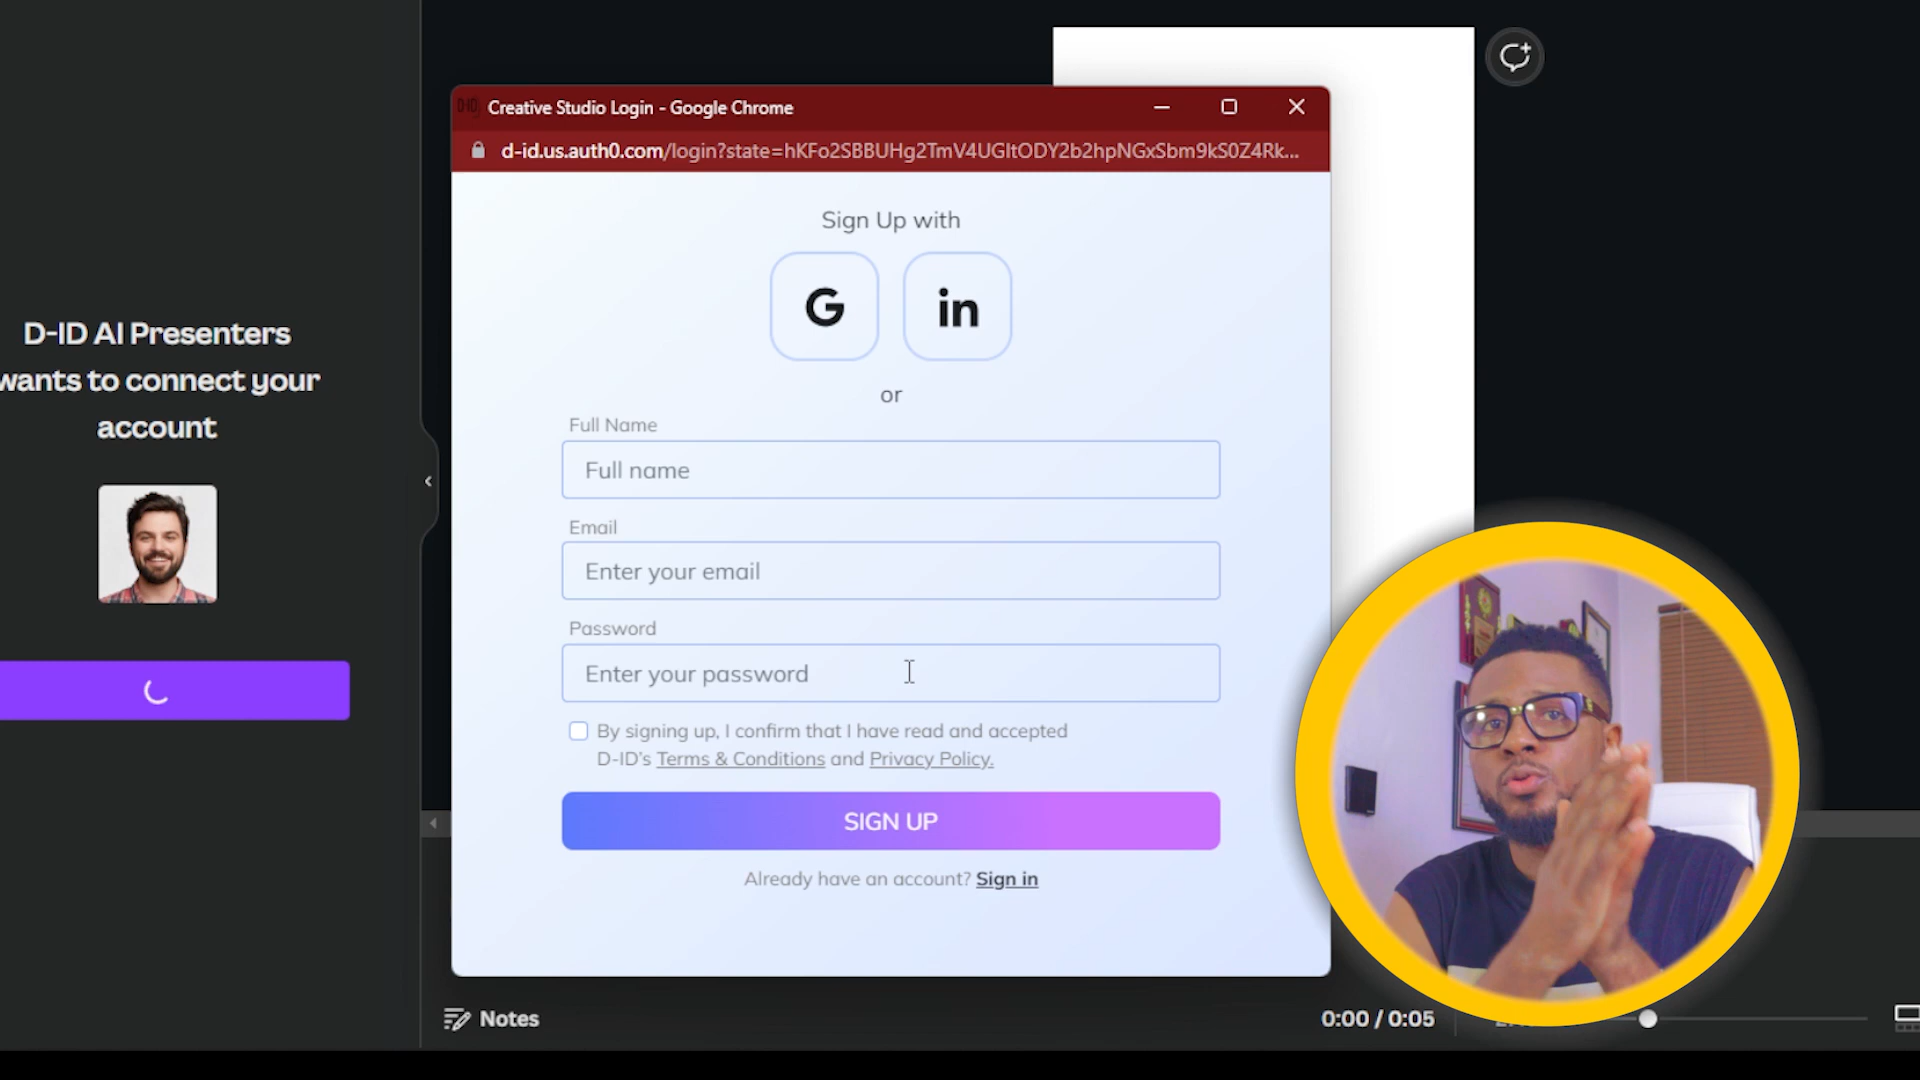 Creative Studio Login - Google Chrome
d-id.us.auth0.com/login?state=hKFo2SBBUHg2TmV4UGltODY2b2hpNGxSbm9kS0Z4Rk...
Sign Up with
G in
or
D-ID AI Presenters
wants to connect your
account
Full Name
Full name
Email
Enter your email
Password
Enter your password
By signing up, I confirm that I have read and accepted
D-ID's Terms & Conditions and Privacy Policy.
SIGN UP
Already have an account? Sign in
Notes
0:00 / 0:05